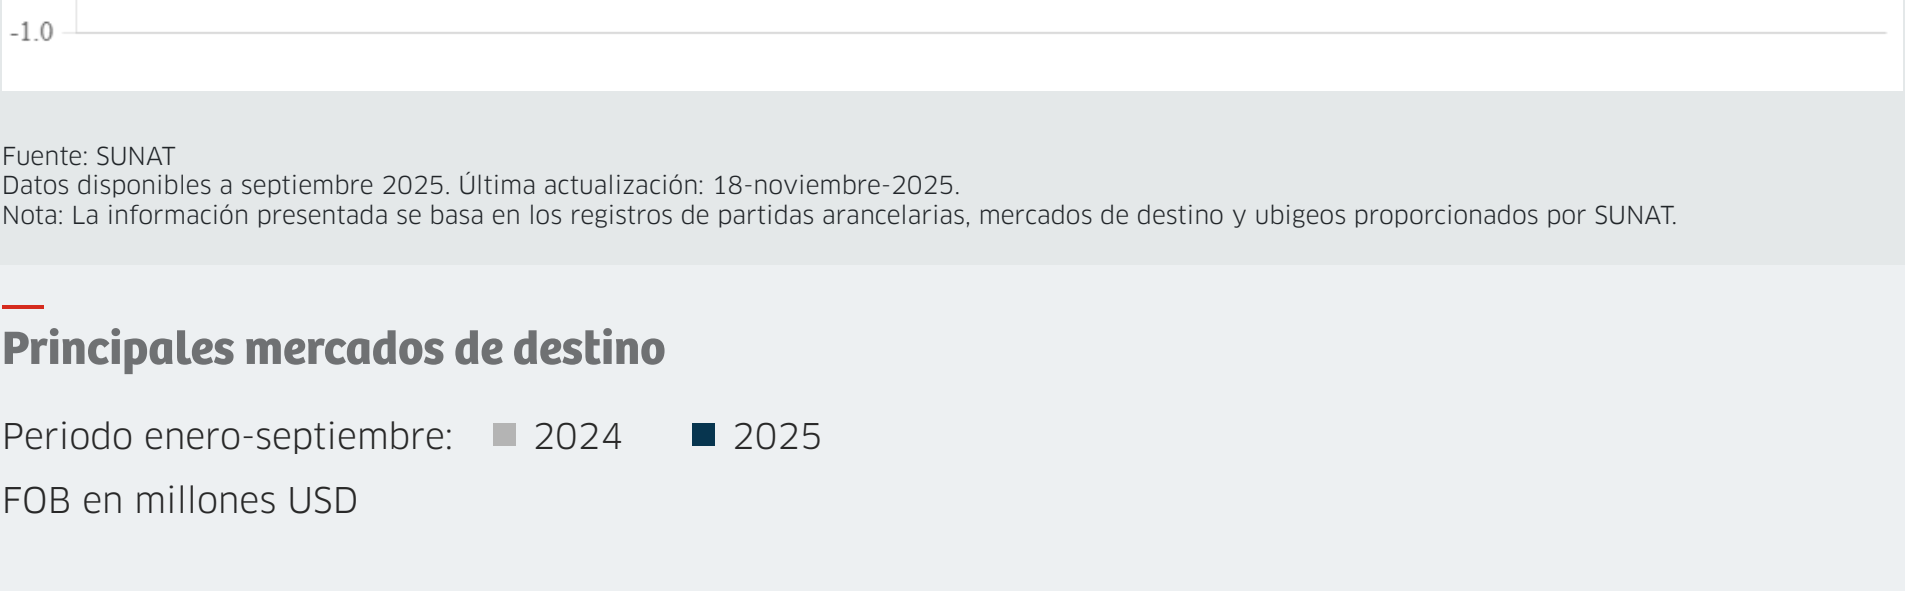 -1.0
Fuente: SUNAT
Datos disponibles a septiembre 2025. Última actualización: 18-noviembre-2025.
Nota: La información presentada se basa en los registros de partidas arancelarias, mercados de destino y ubigeos proporcionados por SUNAT.
Principales mercados de destino
Periodo enero-septiembre: 2024 2025
FOB en millones USD